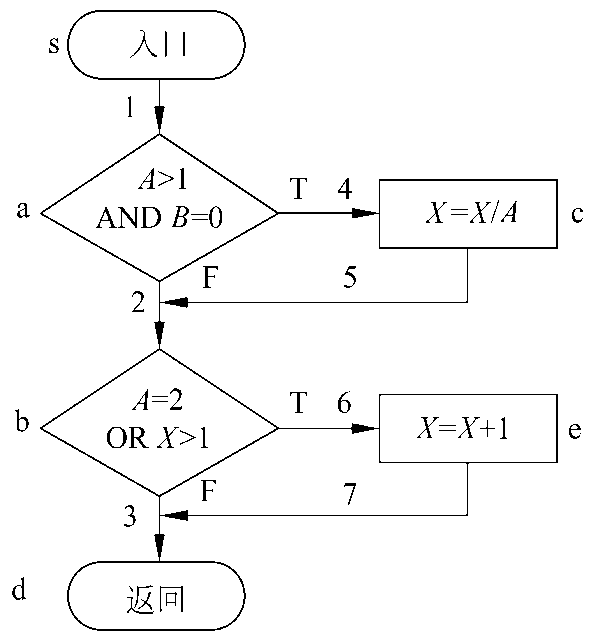 s 入口
1
A>1
T 4
a AND B=0 X=X/A c
F
2 5
A=2
T 6
b OR X>1 X=X+1 e
F
3 7
d 返回